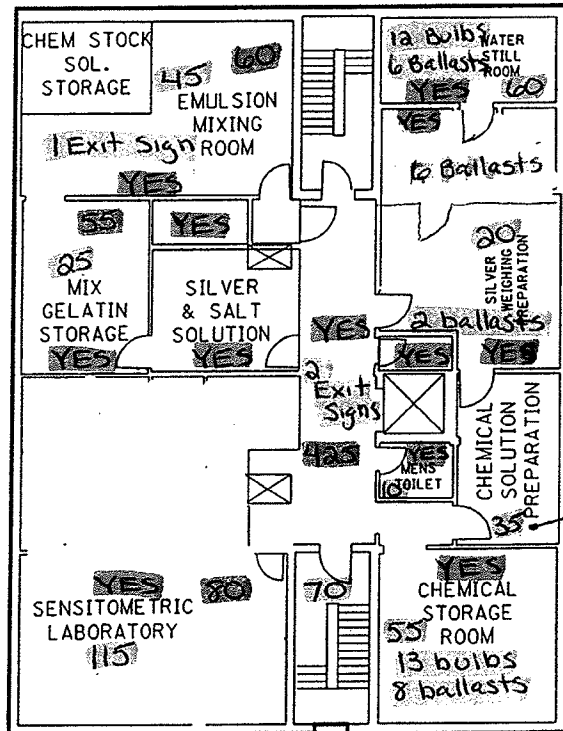 CHEM STOCK
SOL.
STORAGE
45
60
EMULSION
MIXING
ROOM
1 Exit Sign
YES
12 Bulbs
WATER
6 Ballasts
STILL
ROOM
YES
60
YES
6 Ballasts
55
25
MIX
GELATIN
STORAGE
YES
YES
SILVER
& SALT
SOLUTION
YES
20
SILVER
WEIGHING
PREPARATION
2 ballasts
YES
YES
2
Exit
Signs
425
YES
YES
MENS
TOILET
10
CHEMICAL
SOLUTION
PREPARATION
35
YES
80
SENSITOMETRIC
LABORATORY
115
70
YES
CHEMICAL
STORAGE
55
ROOM
13 bulbs
8 ballasts